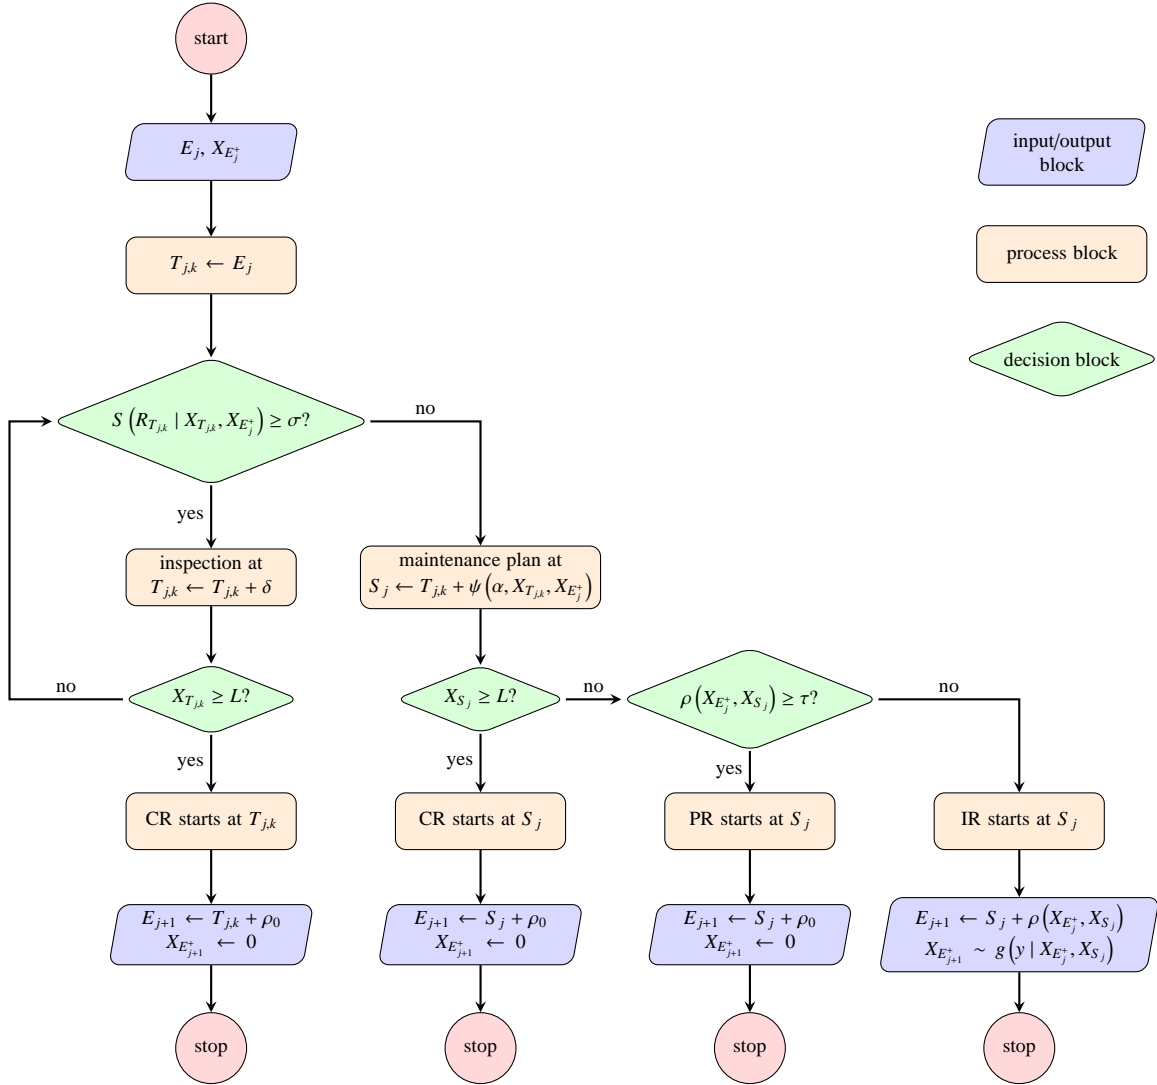 start
E_j, X_{E_j^+}
input/output
block
T_{j,k} ← E_j
process block
decision block
S (R_{T_{j,k}} | X_{T_{j,k}}, X_{E_j^+}) ≥ σ?
no
yes
inspection at
T_{j,k} ← T_{j,k} + δ
maintenance plan at
S_j ← T_{j,k} + ψ (α, X_{T_{j,k}}, X_{E_j^+})
no
X_{T_{j,k}} ≥ L?
X_{S_j} ≥ L?
no
ρ (X_{E_j^+}, X_{S_j}) ≥ τ?
no
yes
yes
yes
CR starts at T_{j,k}
CR starts at S_j
PR starts at S_j
IR starts at S_j
E_{j+1} ← T_{j,k} + ρ_0
X_{E_{j+1}^+} ← 0
E_{j+1} ← S_j + ρ_0
X_{E_{j+1}^+} ← 0
E_{j+1} ← S_j + ρ_0
X_{E_{j+1}^+} ← 0
E_{j+1} ← S_j + ρ (X_{E_j^+}, X_{S_j})
X_{E_{j+1}^+} ~ g (y | X_{E_j^+}, X_{S_j})
stop
stop
stop
stop